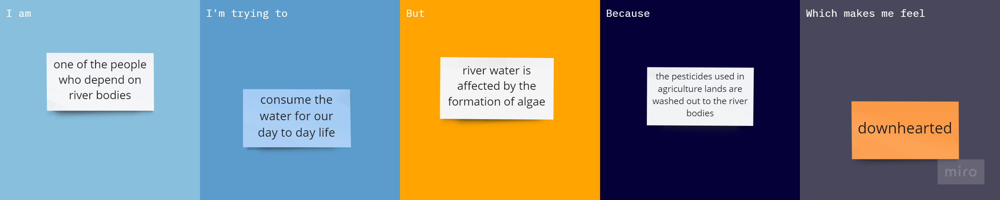 I am
one of the people
who depend on
river bodies
I'm trying to
consume the
water for our
day to day life
But
river water is
affected by the
formation of algae
Because
the pesticides used in
agriculture lands are
washed out to the river
bodies
Which makes me feel
downhearted
miro